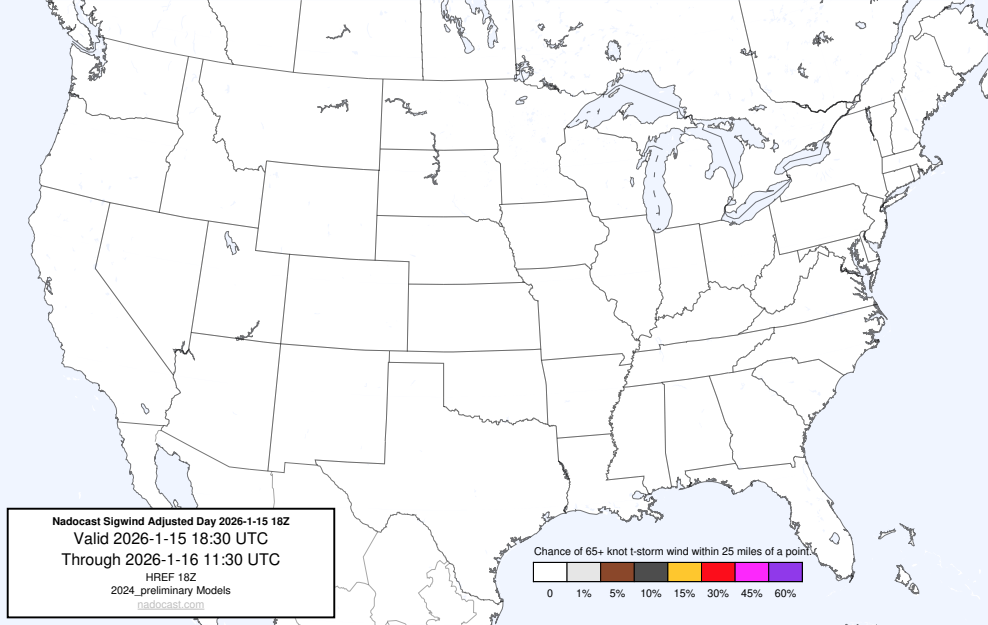 Nadocast Sigwind Adjusted Day 2026-1-15 18Z
Valid 2026-1-15 18:30 UTC
Through 2026-1-16 11:30 UTC
HREF 18Z
2024_preliminary Models
nadocast.com
Chance of 65+ knot t-storm wind within 25 miles of a point.
0 1% 5% 10% 15% 30% 45% 60%